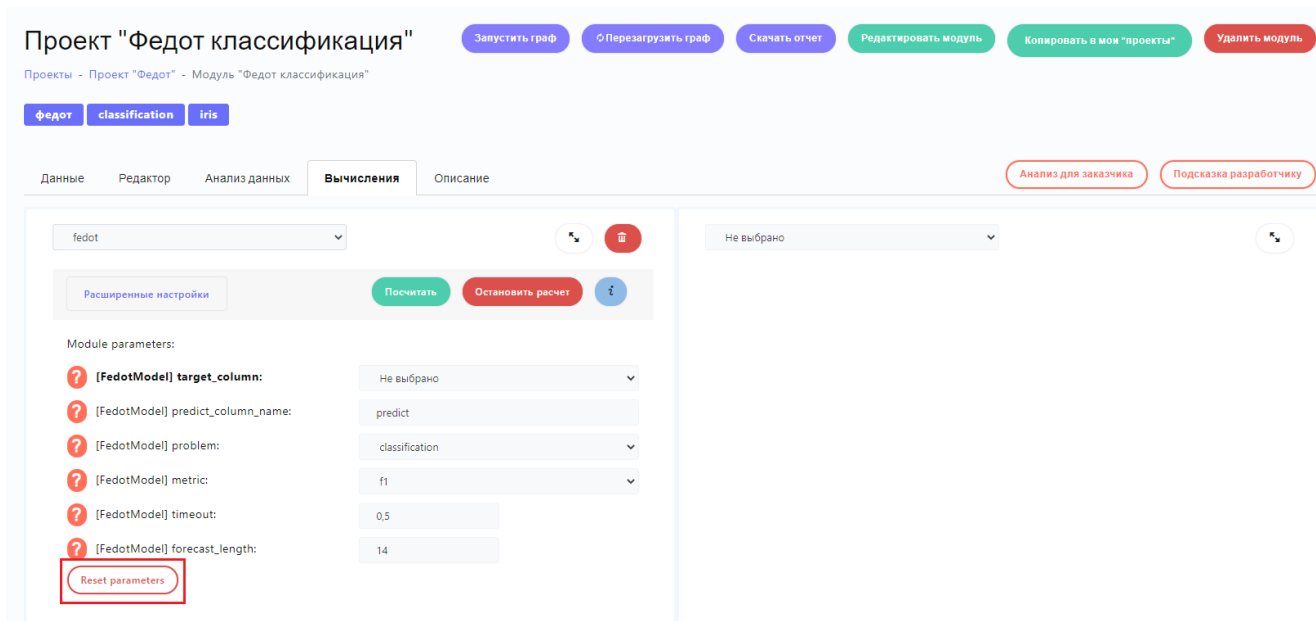 Проект "Федот классификация"
Запустить граф
Перезагрузить граф
Скачать отчет
Редактировать модуль
Копировать в мои "проекты"
Удалить модуль
Проекты - Проект "Федот" - Модуль "Федот классификация"
федот
classification
iris
Данные
Редактор
Анализ данных
Вычисления
Описание
Анализ для заказчика
Подсказка разработчику
fedot
Не выбрано
Расширенные настройки
Посчитать
Остановить расчет
i
Module parameters:
? [FedotModel] target_column: Не выбрано
? [FedotModel] predict_column_name: predict
? [FedotModel] problem: classification
? [FedotModel] metric: f1
? [FedotModel] timeout: 0,5
? [FedotModel] forecast_length: 14
Reset parameters